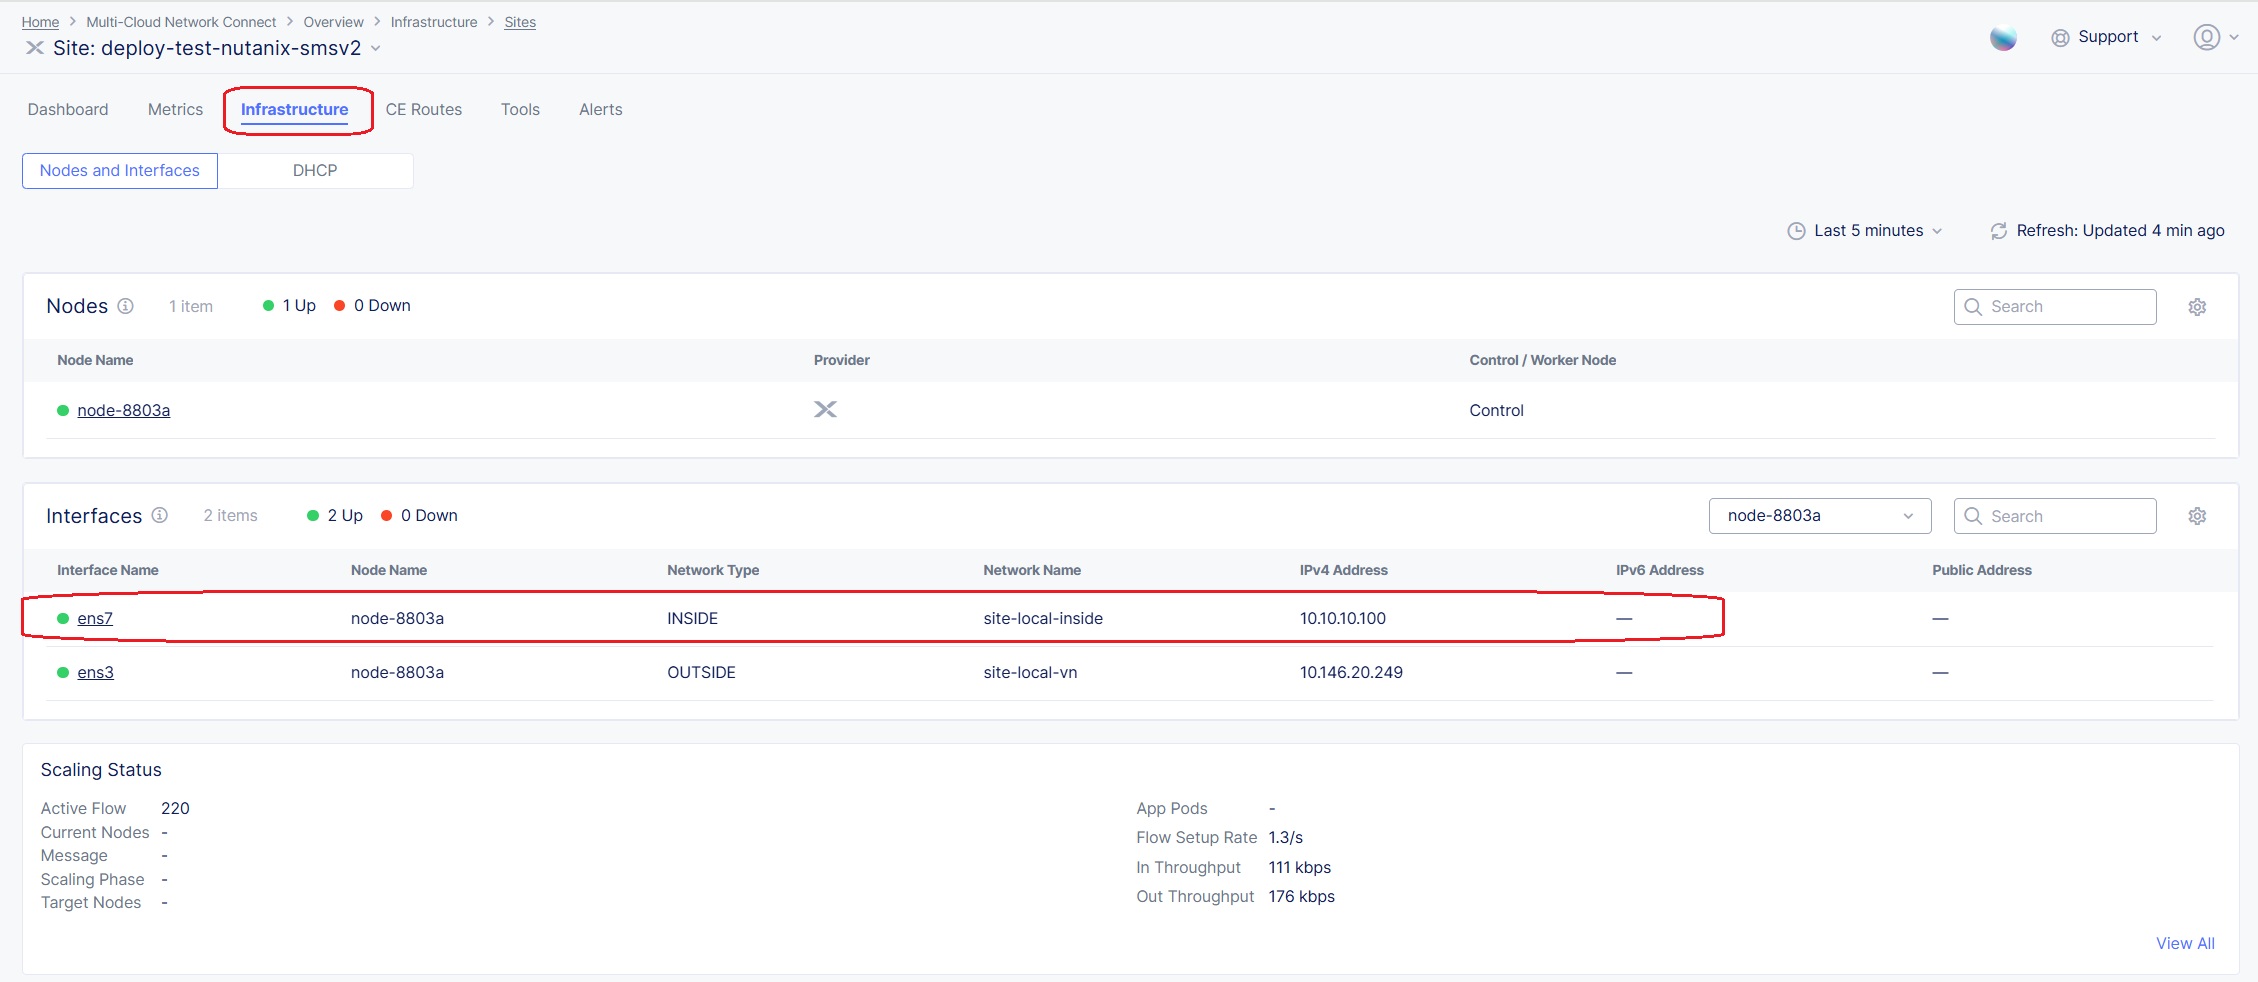 Home > Multi-Cloud Network Connect > Overview > Infrastructure > Sites
Site: deploy-test-nutanix-smsv2
Support
Dashboard Metrics Infrastructure CE Routes Tools Alerts
Nodes and Interfaces DHCP
Last 5 minutes Refresh: Updated 4 min ago
Nodes 1 item 1 Up 0 Down Search
Node Name Provider Control / Worker Node
node-8803a Control
Interfaces 2 items 2 Up 0 Down node-8803a Search
Interface Name Node Name Network Type Network Name IPv4 Address IPv6 Address Public Address
ens7 node-8803a INSIDE site-local-inside 10.10.10.100 — —
ens3 node-8803a OUTSIDE site-local-vn 10.146.20.249 — —
Scaling Status
Active Flow 220
Current Nodes -
Message -
Scaling Phase -
Target Nodes -
App Pods -
Flow Setup Rate 1.3/s
In Throughput 111 kbps
Out Throughput 176 kbps
View All